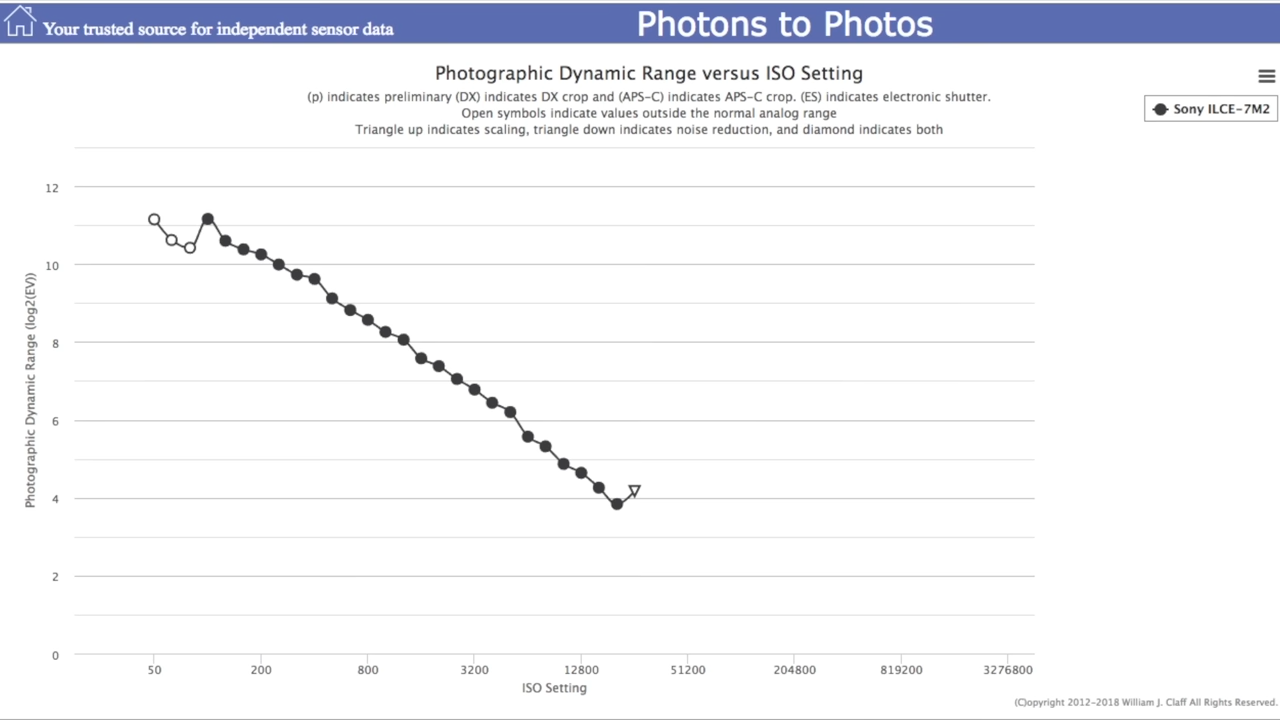 Your trusted source for independent sensor data
Photons to Photos
Photographic Dynamic Range versus ISO Setting
(p) indicates preliminary (DX) indicates DX crop and (APS-C) indicates APS-C crop. (ES) indicates electronic shutter.
Open symbols indicate values outside the normal analog range
Triangle up indicates scaling, triangle down indicates noise reduction, and diamond indicates both
Sony ILCE-7M2
Photographic Dynamic Range (log2(EV))
12
10
8
6
4
2
0
50 200 800 3200 12800 51200 204800 819200 3276800
ISO Setting
(C)opyright 2012-2018 William J. Claff All Rights Reserved.